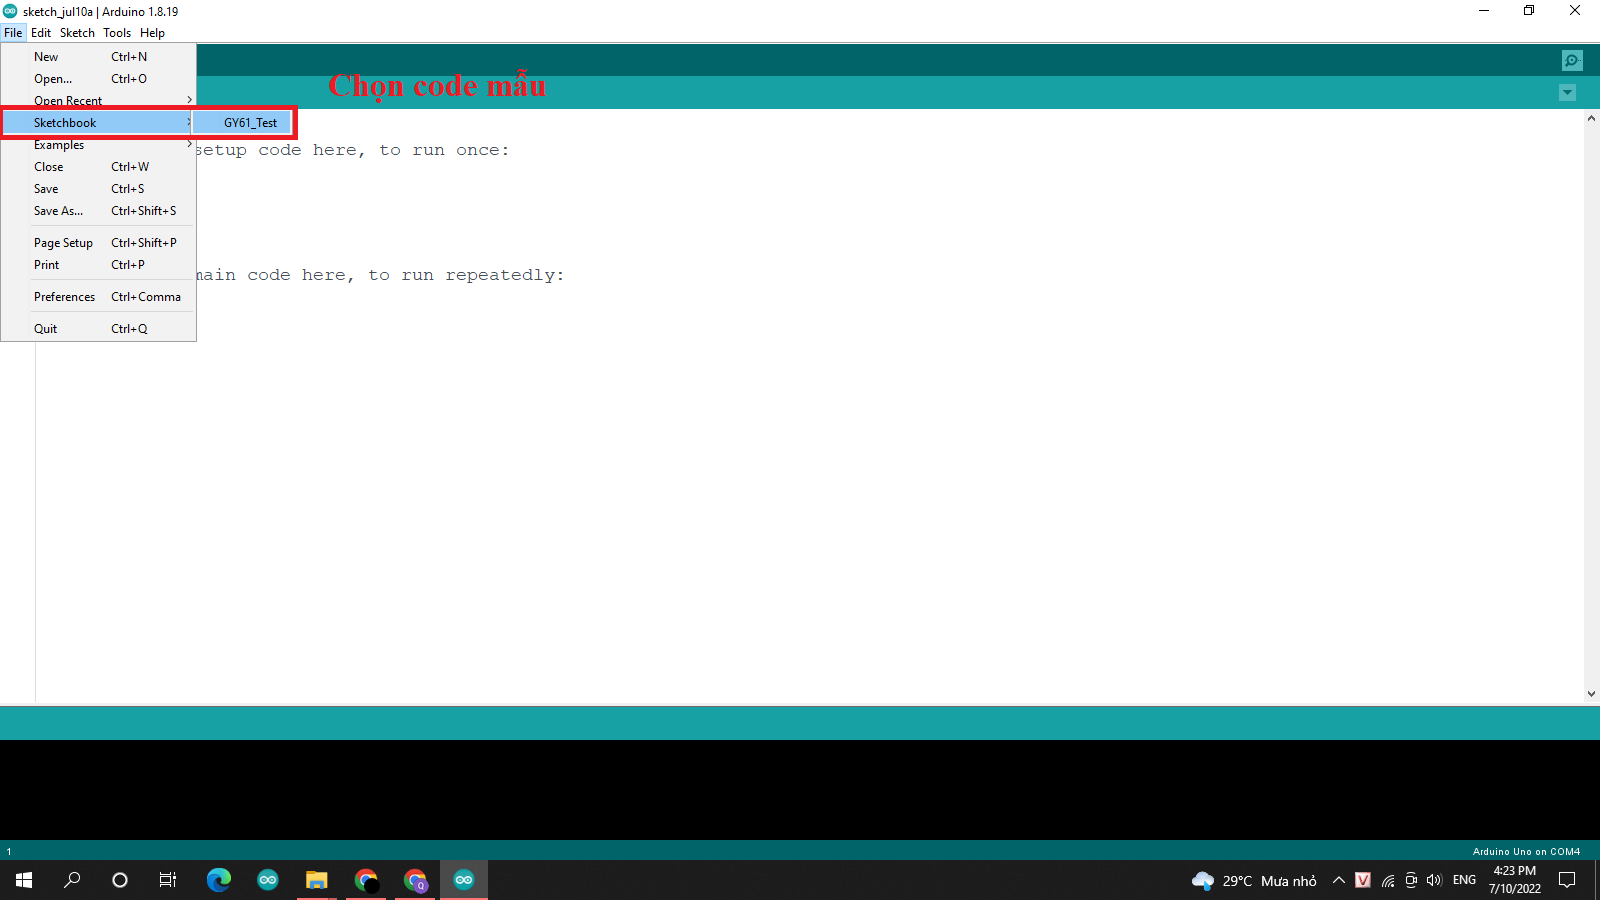 sketch_jul10a | Arduino 1.8.19
File Edit Sketch Tools Help
New Ctrl+N
Open... Ctrl+O
Open Recent
Sketchbook
GY61_Test
Examples
Close Ctrl+W
Save Ctrl+S
Save As... Ctrl+Shift+S
Page Setup Ctrl+Shift+P
Print Ctrl+P
Preferences Ctrl+Comma
Quit Ctrl+Q
Chọn code mẫu
setup code here, to run once:
main code here, to run repeatedly:
1
Arduino Uno on COM4
29°C Mưa nhỏ
V
ENG
4:23 PM
7/10/2022
Q